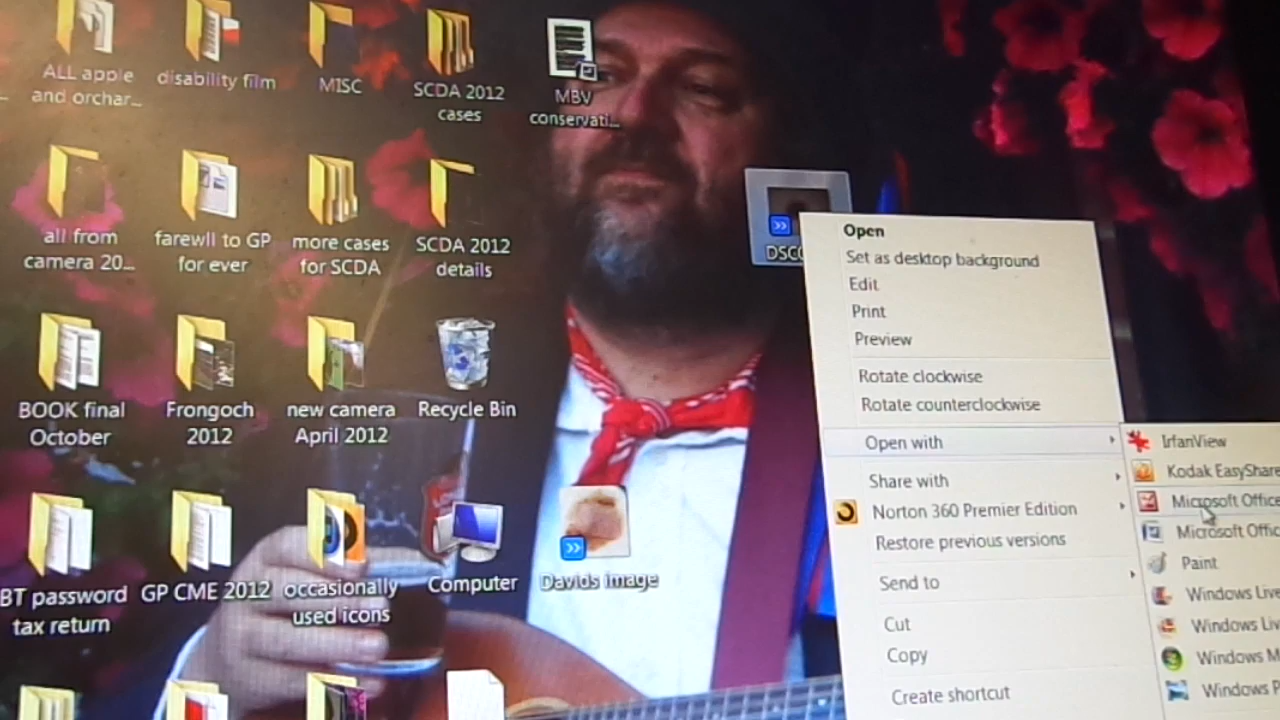 ALL apple
and orchar...
disability film
MISC
SCDA 2012
cases
MBV
conservati...
all from
camera 20...
farewll to GP
for ever
more cases
for SCDA
SCDA 2012
details
DSC
BOOK final
October
Frongoch
2012
new camera
April 2012
Recycle Bin
BT password
tax return
GP CME 2012
occasionally
used icons
Computer
Davids image
Open
Set as desktop background
Edit
Print
Preview
Rotate clockwise
Rotate counterclockwise
Open with
Share with
Norton 360 Premier Edition
Restore previous versions
Send to
Cut
Copy
Create shortcut
IrfanView
Kodak EasyShare
Microsoft Office
Microsoft Offic
Paint
Windows Live
Windows Liv
Windows M
Windows P